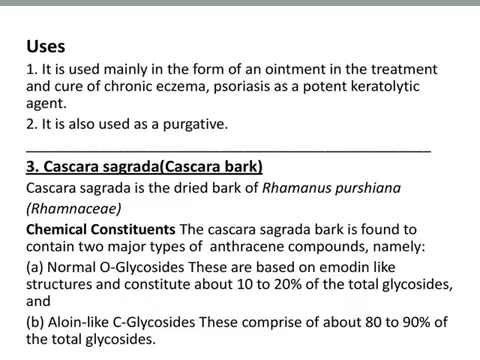 Uses
1. It is used mainly in the form of an ointment in the treatment
and cure of chronic eczema, psoriasis as a potent keratolytic
agent.
2. It is also used as a purgative.
3. Cascara sagrada(Cascara bark)
Cascara sagrada is the dried bark of Rhamanus purshiana
(Rhamnaceae)
Chemical Constituents The cascara sagrada bark is found to
contain two major types of anthracene compounds, namely:
(a) Normal O-Glycosides These are based on emodin like
structures and constitute about 10 to 20% of the total glycosides,
and
(b) Aloin-like C-Glycosides These comprise of about 80 to 90% of
the total glycosides.